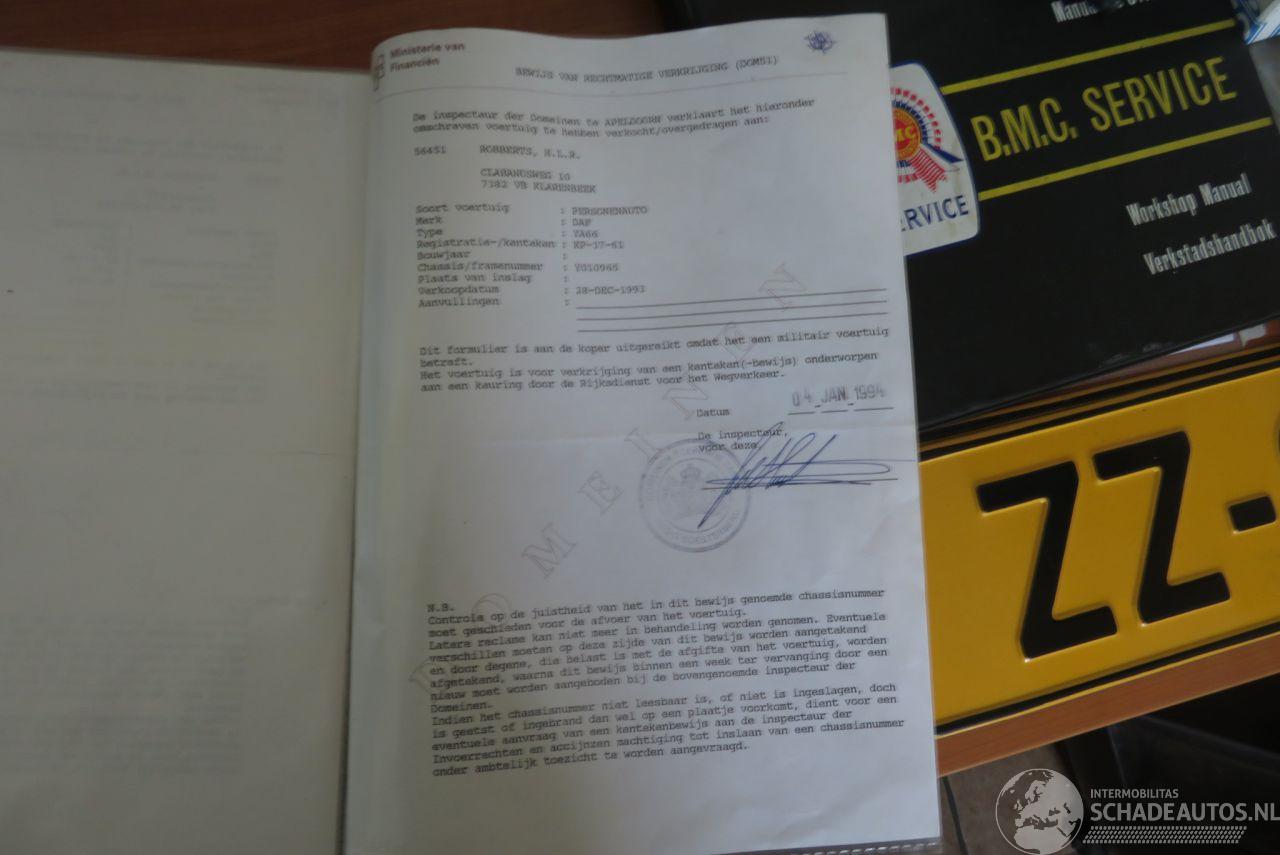 Ministerie van
Financiën
BEWIJS VAN RECHTMATIGE VERKRIJGING (DOM51)
De inspecteur der Domeinen te APELDOORN verklaart het hieronder
omschreven voertuig te hebben verkocht/overgedragen aan:
56451 ROBBERTS, H.L.R.
CLABANUSWEG 10
7382 VB KLARENBEEK
Soort voertuig : PERSONENAUTO
Merk : DAF
Type : YA66
Registratie-/kenteken : KP-17-61
Bouwjaar :
Chassis/framenummer : YO10965
Plaats van inslag :
Verkoopdatum : 28-DEC-1993
Aanvullingen :
Dit formulier is aan de koper uitgereikt omdat het een militair voertuig
betreft.
Het voertuig is voor verkrijging van een kenteken(-bewijs) onderworpen
aan een keuring door de Rijksdienst voor het Wegverkeer.
Datum 04 JAN 1994
De inspecteur,
voor deze,
DOMEINEN
N.B.
Controle op de juistheid van het in dit bewijs genoemde chassisnummer
moet geschieden voor de afvoer van het voertuig.
Latere reclame kan niet meer in behandeling worden genomen. Eventuele
verschillen moeten op deze zijde van dit bewijs worden aangetekend
en door degene, die belast is met de afgifte van het voertuig, worden
afgetekend, waarna dit bewijs binnen een week ter vervanging door een
nieuw moet worden aangeboden bij de bovengenoemde inspecteur der
Domeinen.
Indien het chassisnummer niet leesbaar is, of niet is ingeslagen, doch
is geetst of ingebrand dan wel op een plaatje voorkomt, dient voor een
eventuele aanvraag van een kentekenbewijs aan de inspecteur der
Invoerrechten en accijnzen machtiging tot inslaan van een chassisnummer
onder ambtelijk toezicht te worden aangevraagd.
B.M.C. SERVICE
ERVICE
Workshop Manual
Verkstadshandbok
ZZ-
INTERMOBILITAS
SCHADEAUTOS.NL